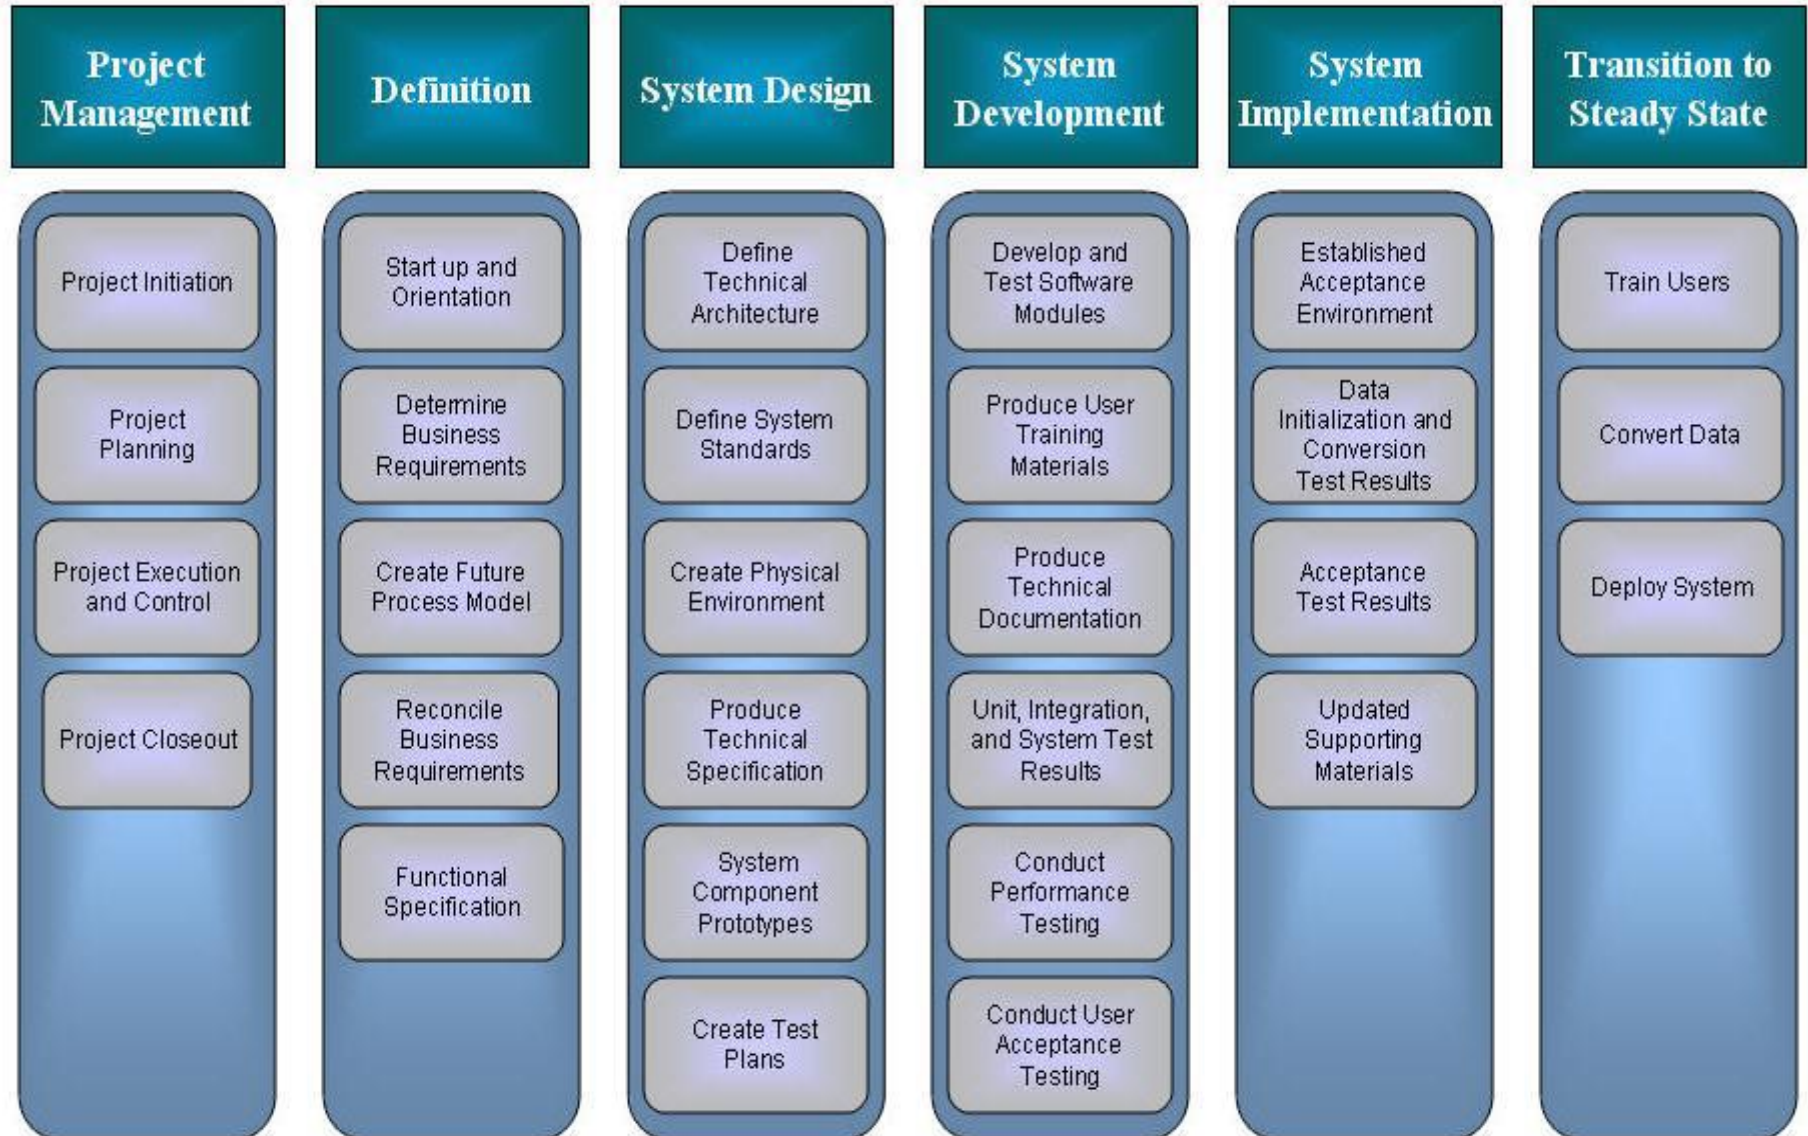 Project
Management
Project Initiation
Project
Planning
Project Execution
and Control
Project Closeout
Definition
Start up and
Orientation
Determine
Business
Requirements
Create Future
Process Model
Reconcile
Business
Requirements
Functional
Specification
System Design
Define
Technical
Architecture
Define System
Standards
Create Physical
Environment
Produce
Technical
Specification
System
Component
Prototypes
Create Test
Plans
System
Development
Develop and
Test Software
Modules
Produce User
Training
Materials
Produce
Technical
Documentation
Unit, Integration,
and System Test
Results
Conduct
Performance
Testing
Conduct User
Acceptance
Testing
System
Implementation
Established
Acceptance
Environment
Data
Initialization and
Conversion
Test Results
Acceptance
Test Results
Updated
Supporting
Materials
Transition to
Steady State
Train Users
Convert Data
Deploy System